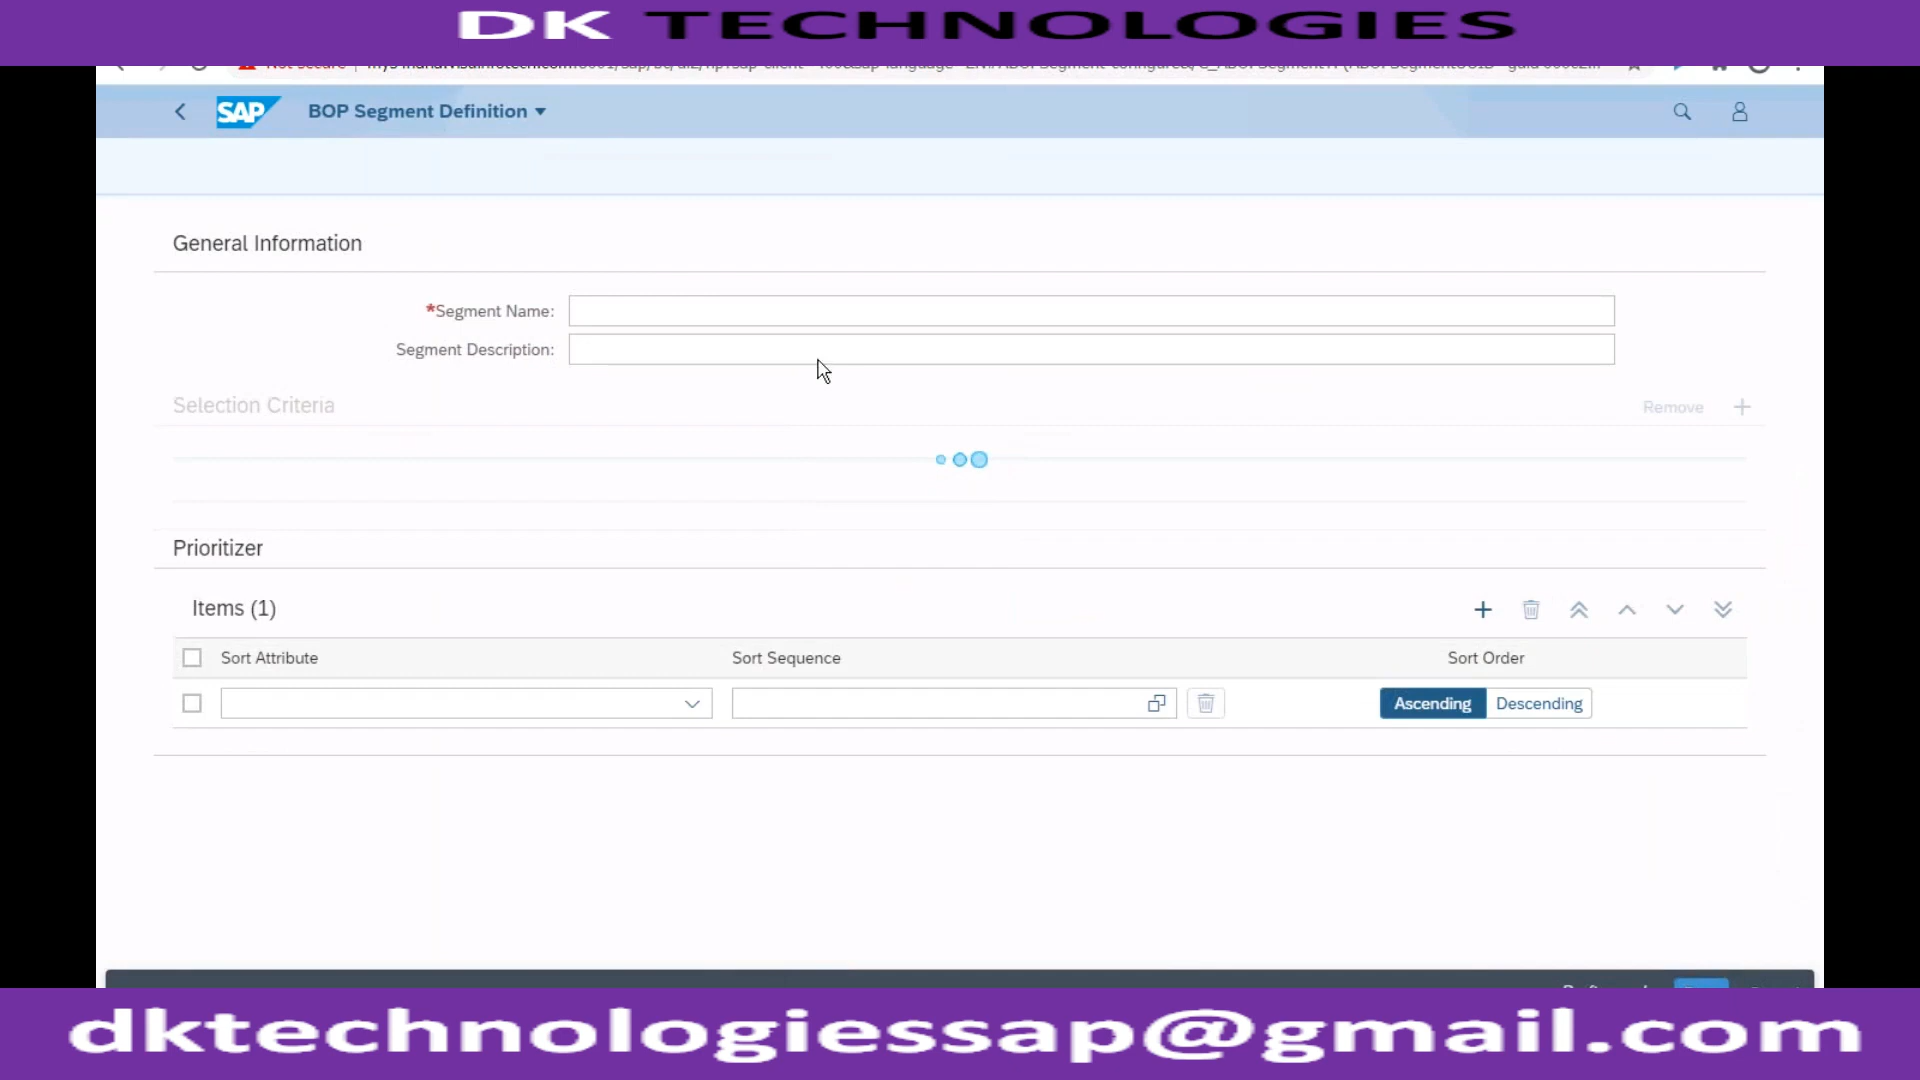 DK TECHNOLOGIES
SAP BOP Segment Definition
General Information
*Segment Name:
Segment Description:
Selection Criteria Remove
Prioritizer
Items (1)
Sort Attribute Sort Sequence Sort Order
Ascending Descending
dktechnologiessap@gmail.com